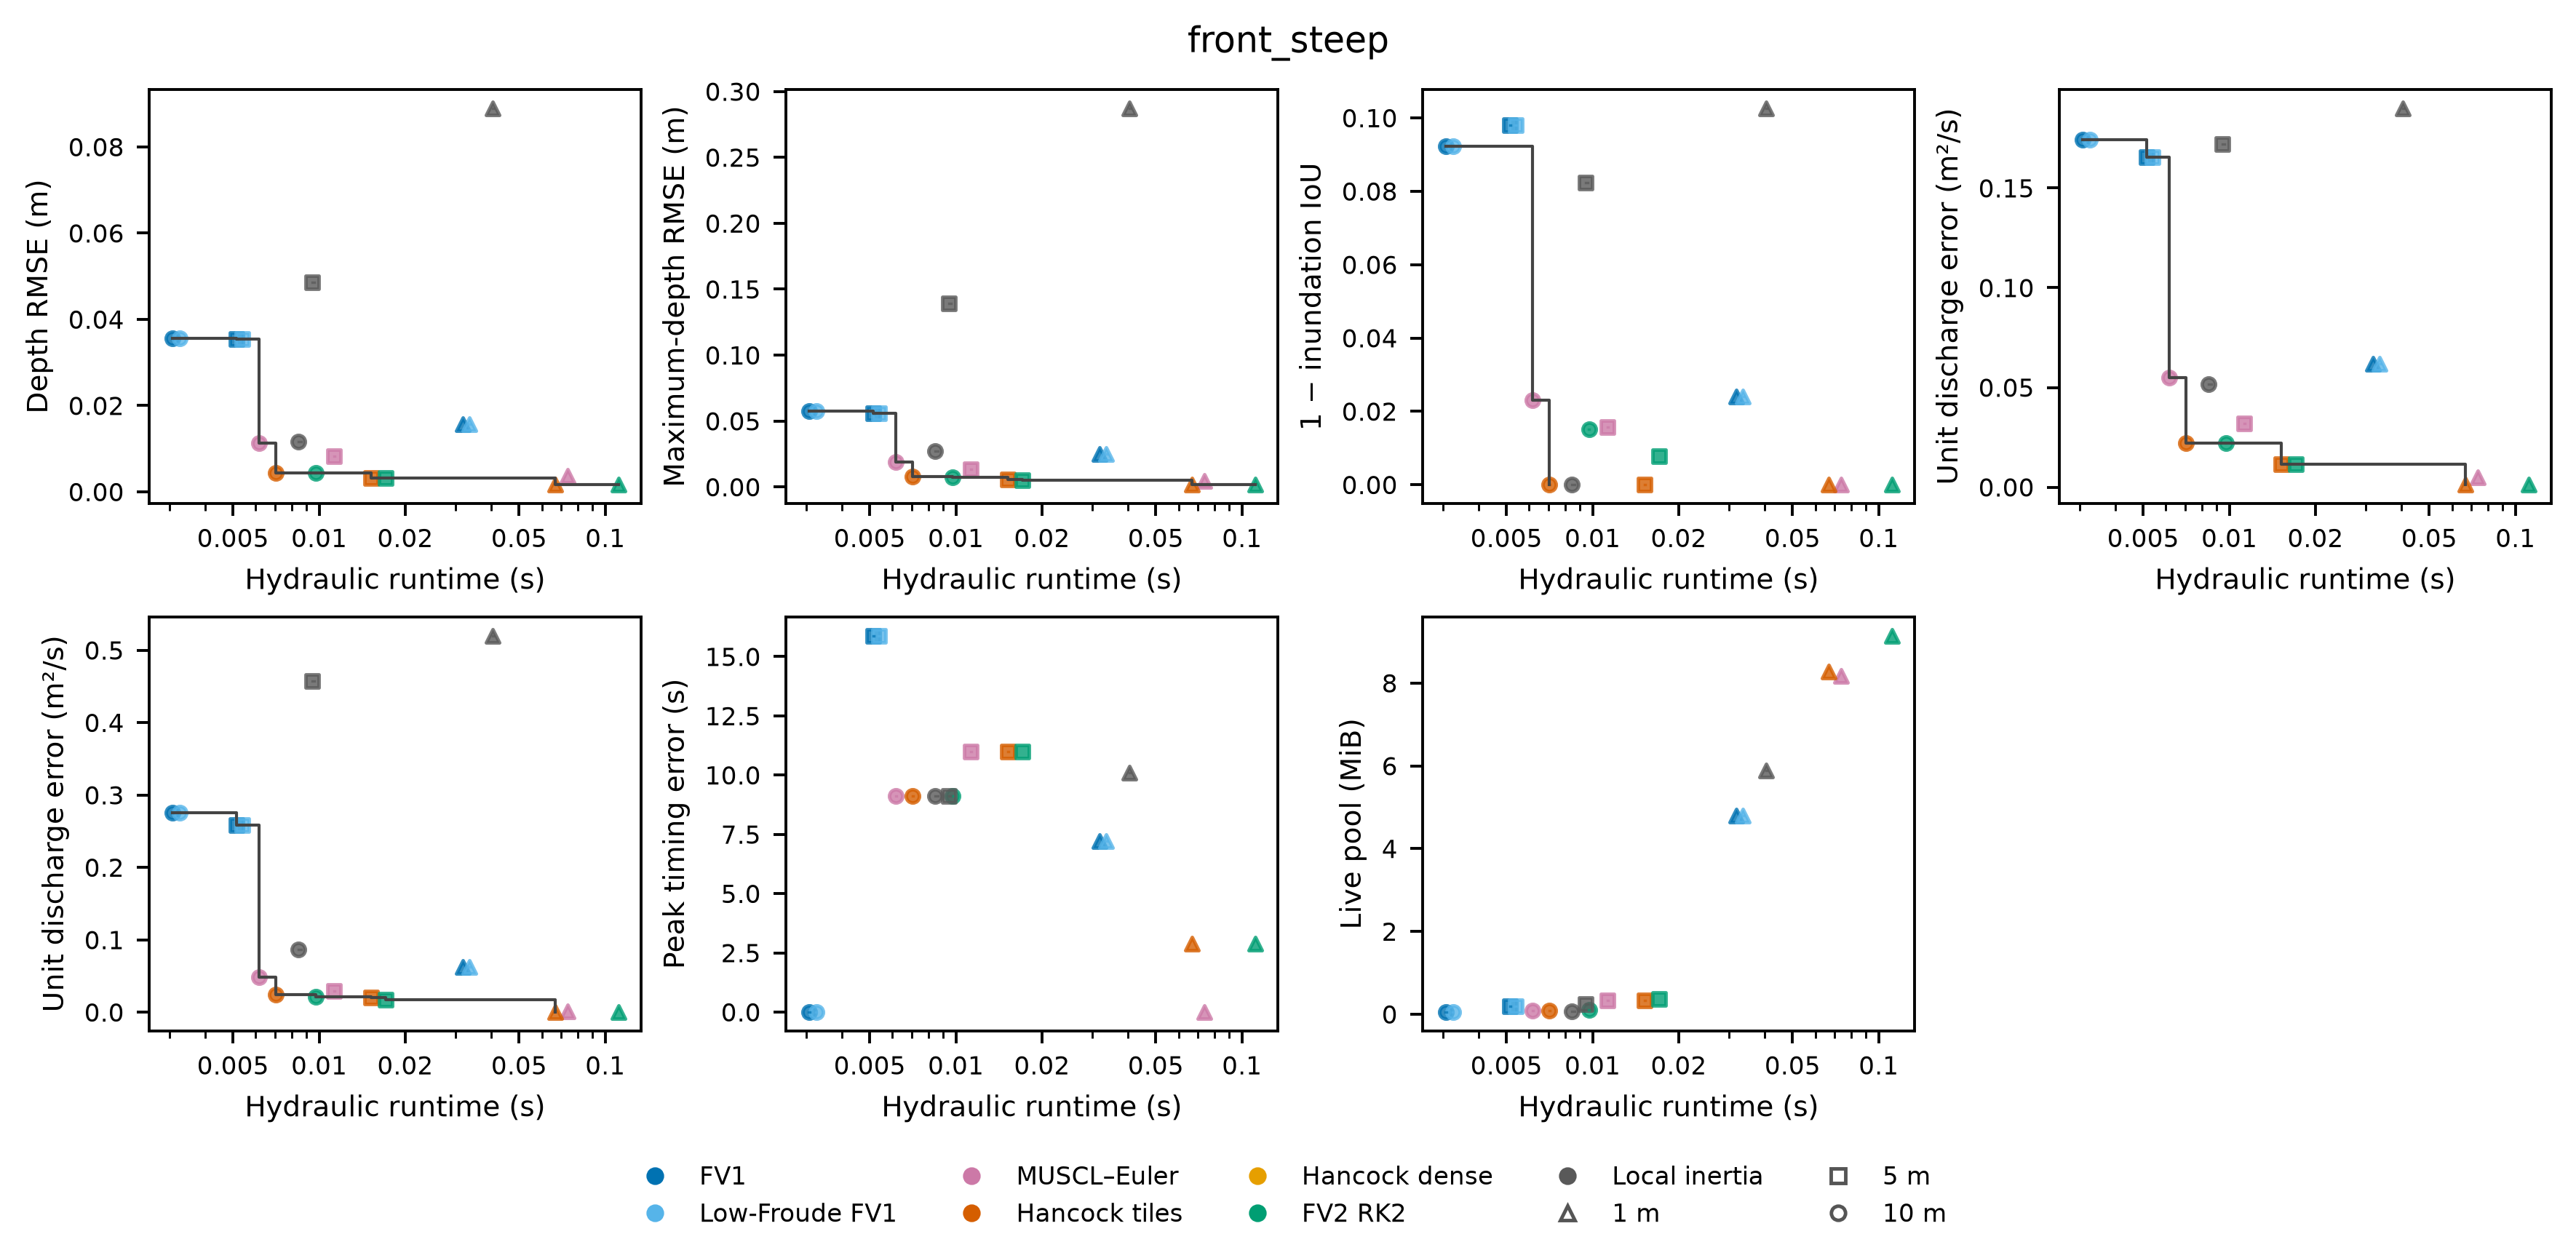 front_steep
Depth RMSE (m)
0.08
0.06
0.04
0.02
0.00
0.005 0.01 0.02 0.05 0.1
Hydraulic runtime (s)
Maximum-depth RMSE (m)
0.30
0.25
0.20
0.15
0.10
0.05
0.00
0.005 0.01 0.02 0.05 0.1
Hydraulic runtime (s)
1 − inundation IoU
0.10
0.08
0.06
0.04
0.02
0.00
0.005 0.01 0.02 0.05 0.1
Hydraulic runtime (s)
Unit discharge error (m²/s)
0.15
0.10
0.05
0.00
0.005 0.01 0.02 0.05 0.1
Hydraulic runtime (s)
Unit discharge error (m²/s)
0.5
0.4
0.3
0.2
0.1
0.0
0.005 0.01 0.02 0.05 0.1
Hydraulic runtime (s)
Peak timing error (s)
15.0
12.5
10.0
7.5
5.0
2.5
0.0
0.005 0.01 0.02 0.05 0.1
Hydraulic runtime (s)
Live pool (MiB)
8
6
4
2
0
0.005 0.01 0.02 0.05 0.1
Hydraulic runtime (s)
FV1 MUSCL–Euler Hancock dense Local inertia 5 m
Low-Froude FV1 Hancock tiles FV2 RK2 1 m 10 m